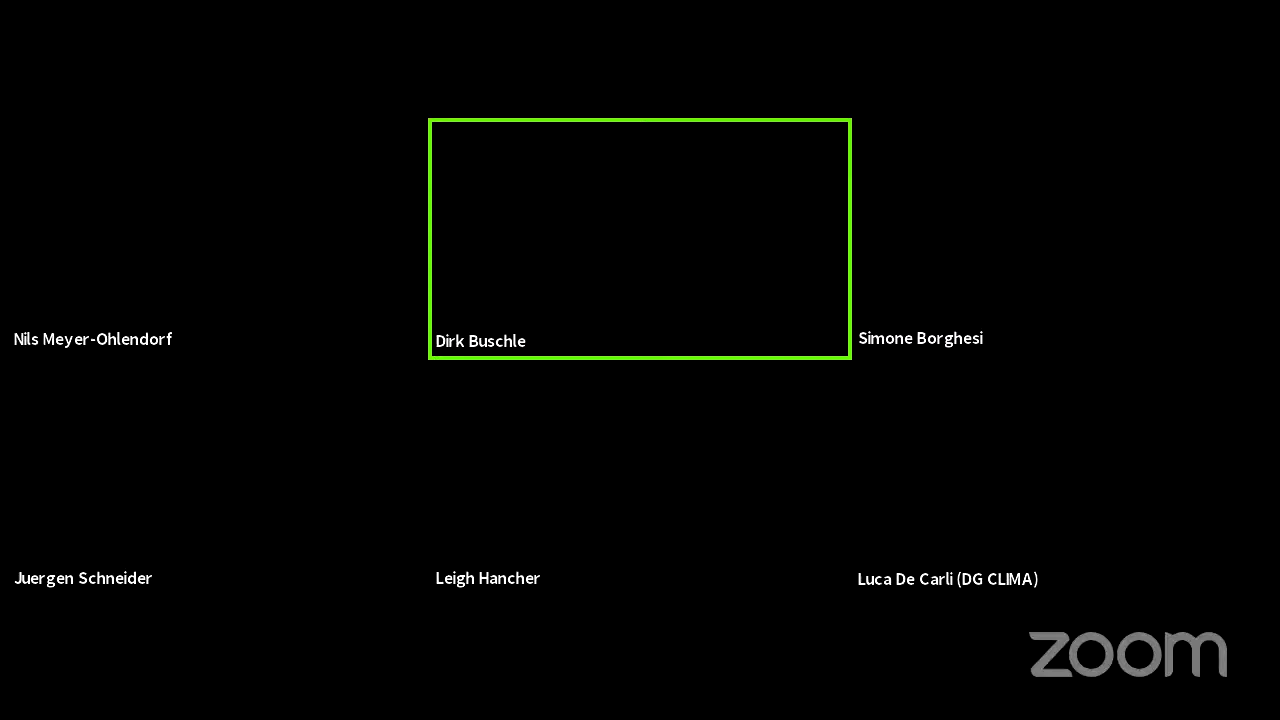 Nils Meyer-Ohlendorf
Dirk Buschle
Simone Borghesi
Juergen Schneider
Leigh Hancher
Luca De Carli (DG CLIMA)
zoom